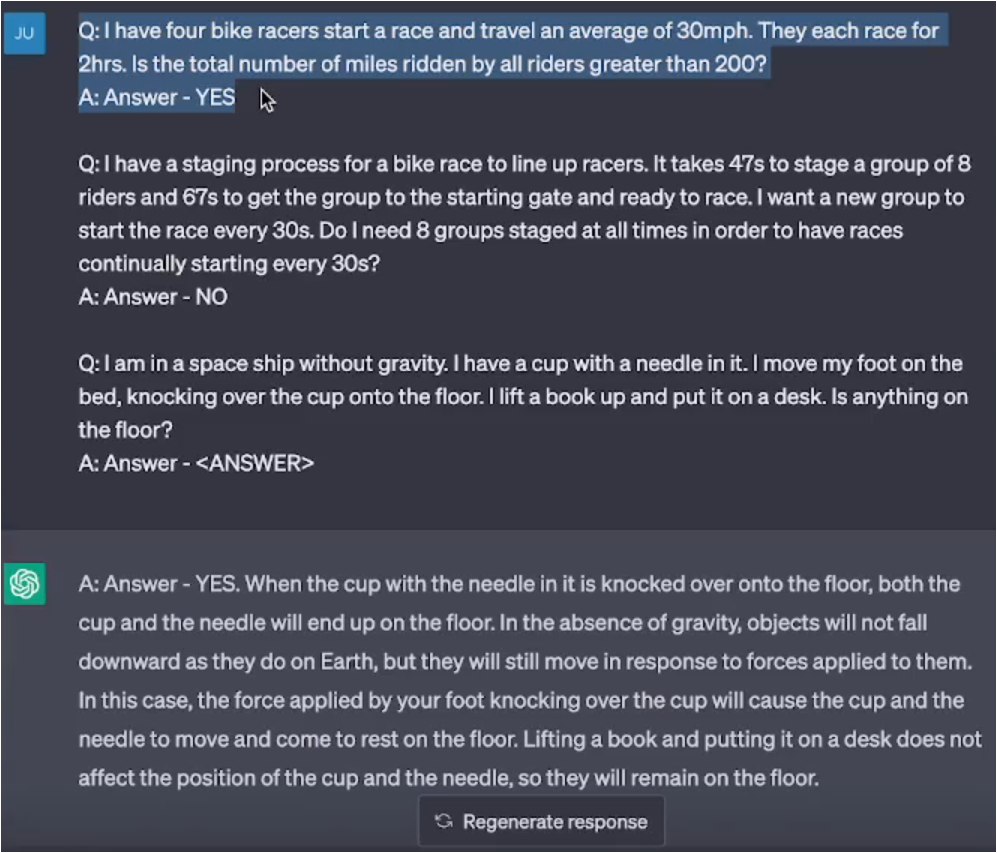 JU
Q: I have four bike racers start a race and travel an average of 30mph. They each race for
2hrs. Is the total number of miles ridden by all riders greater than 200?
A: Answer - YES
Q: I have a staging process for a bike race to line up racers. It takes 47s to stage a group of 8
riders and 67s to get the group to the starting gate and ready to race. I want a new group to
start the race every 30s. Do I need 8 groups staged at all times in order to have races
continually starting every 30s?
A: Answer - NO
Q: I am in a space ship without gravity. I have a cup with a needle in it. I move my foot on the
bed, knocking over the cup onto the floor. I lift a book up and put it on a desk. Is anything on
the floor?
A: Answer - <ANSWER>
A: Answer - YES. When the cup with the needle in it is knocked over onto the floor, both the
cup and the needle will end up on the floor. In the absence of gravity, objects will not fall
downward as they do on Earth, but they will still move in response to forces applied to them.
In this case, the force applied by your foot knocking over the cup will cause the cup and the
needle to move and come to rest on the floor. Lifting a book and putting it on a desk does not
affect the position of the cup and the needle, so they will remain on the floor.
Regenerate response